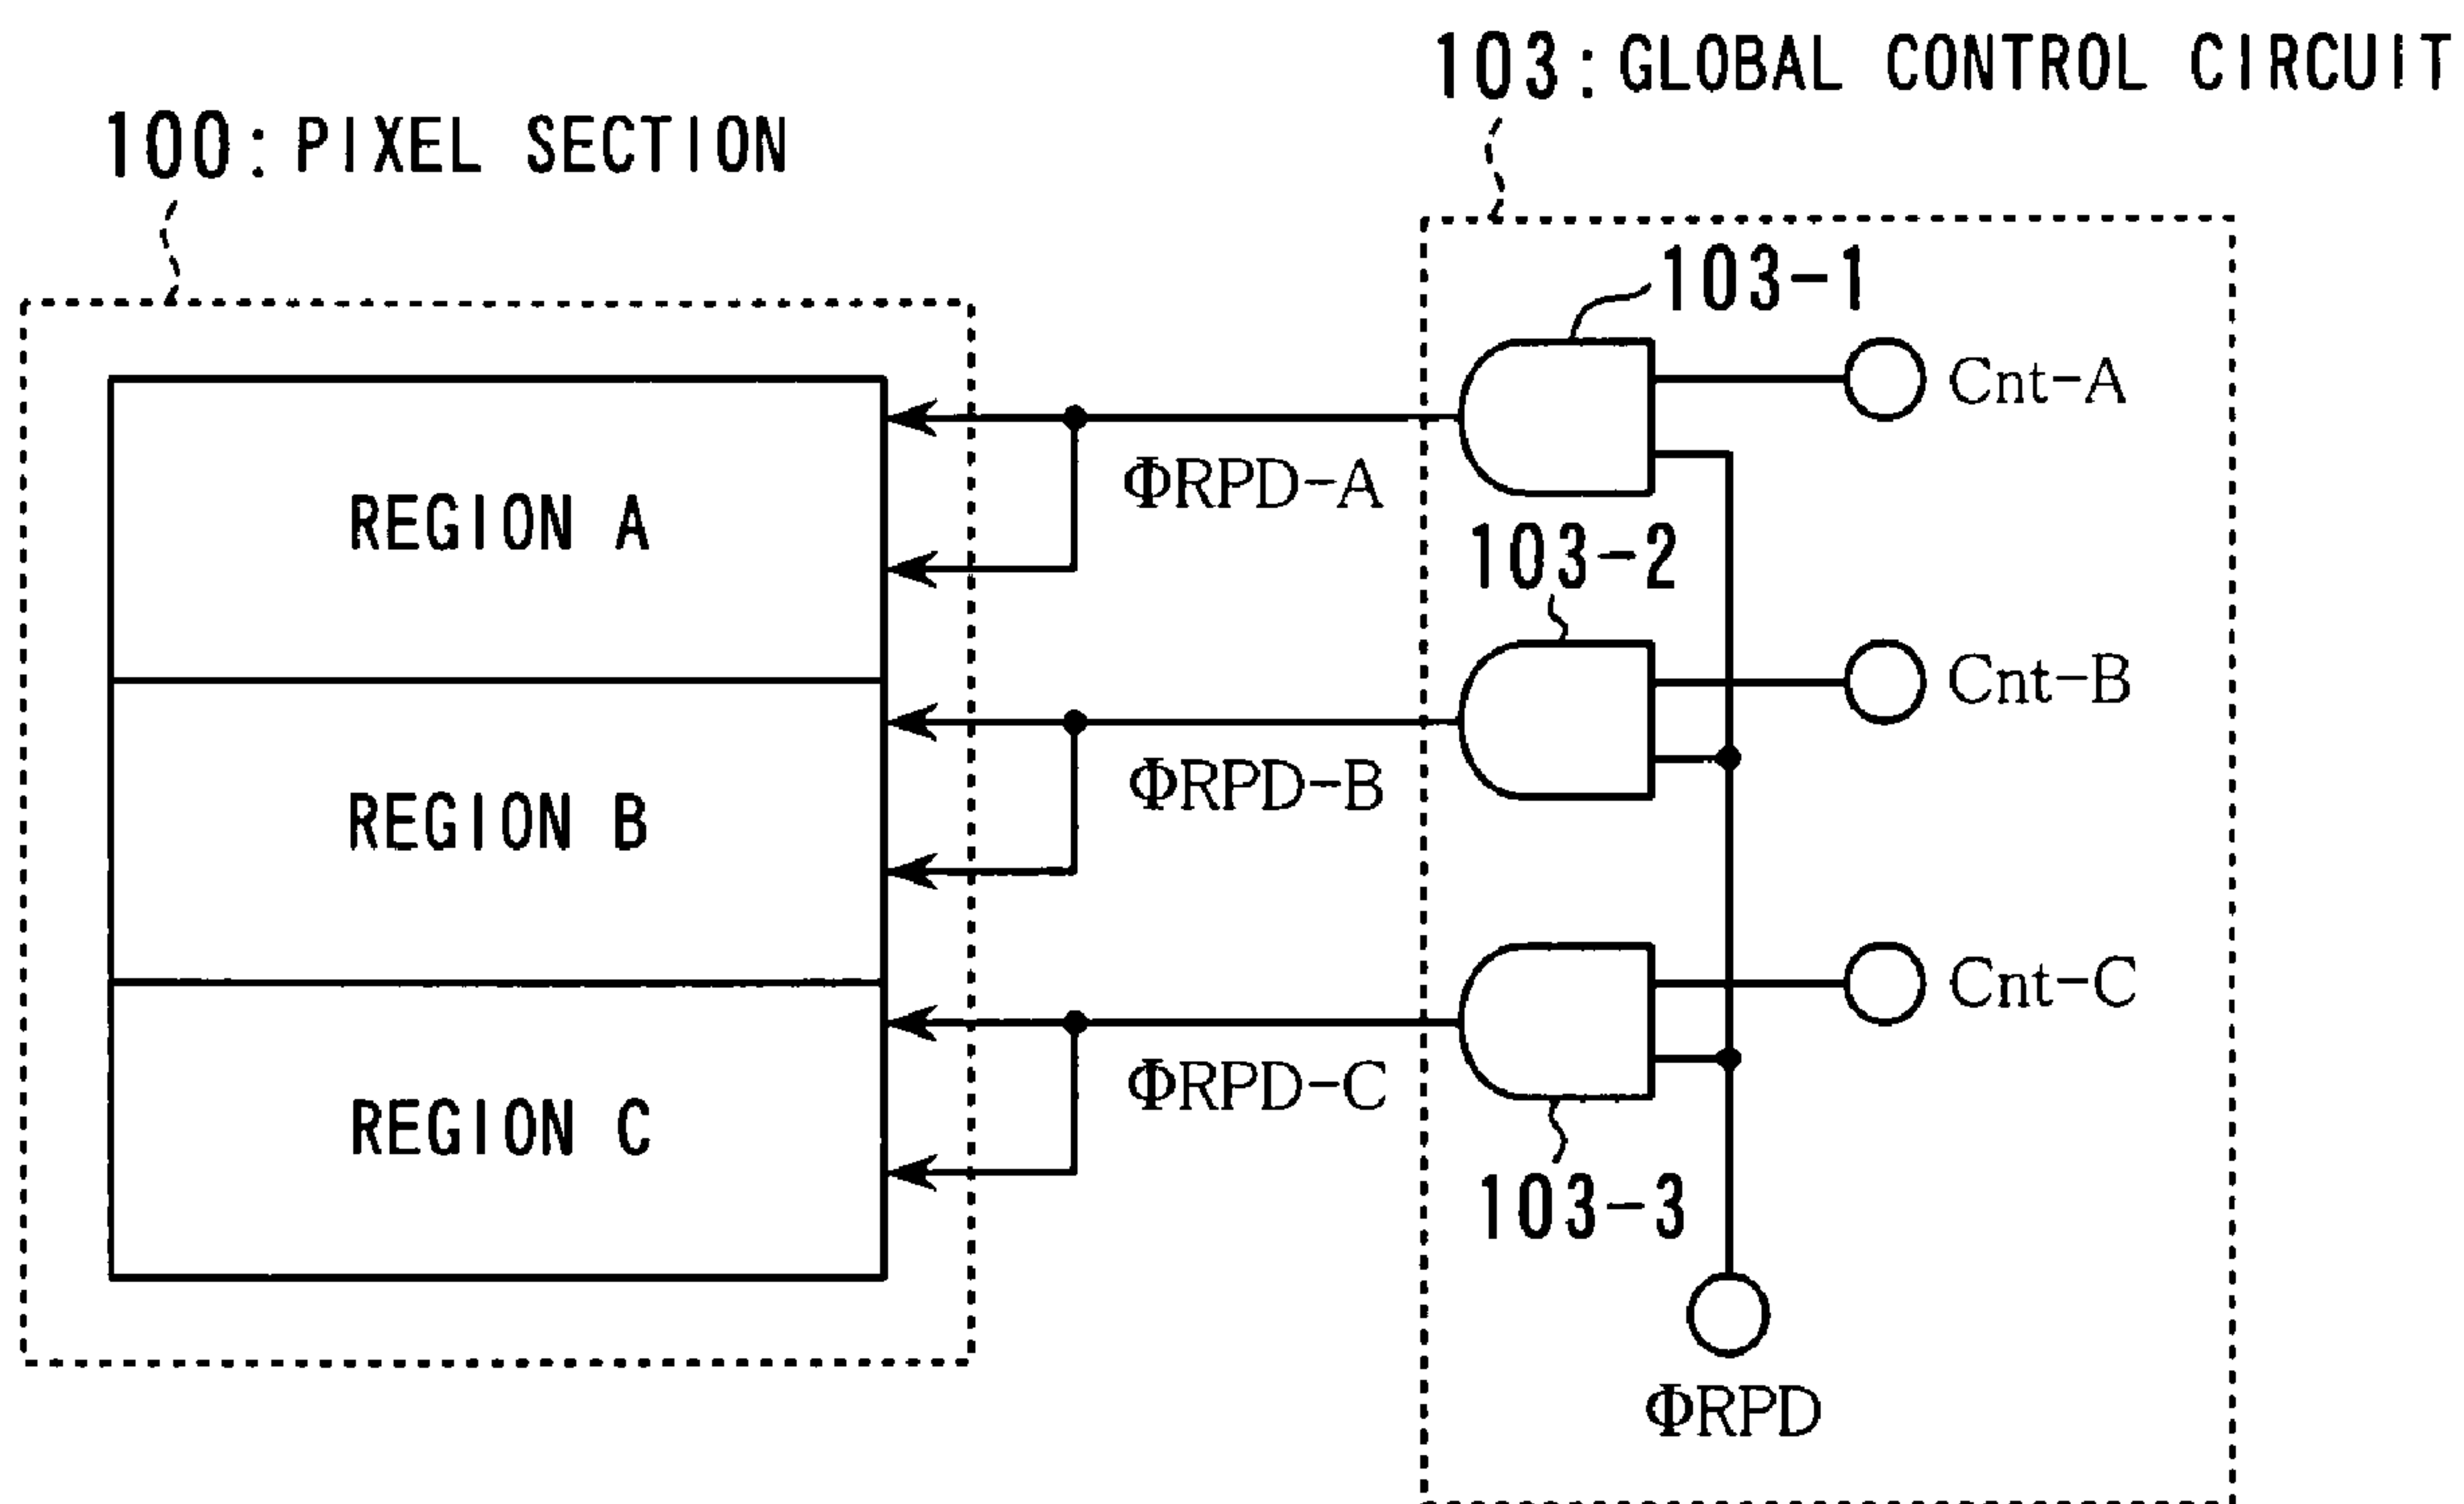 103: GLOBAL CONTROL CIRCUIT
100: PIXEL SECTION
103-1
Cnt-A
ΦRPD-A
REGION A
103-2
Cnt-B
ΦRPD-B
REGION B
Cnt-C
ΦRPD-C
REGION C
103-3
ΦRPD